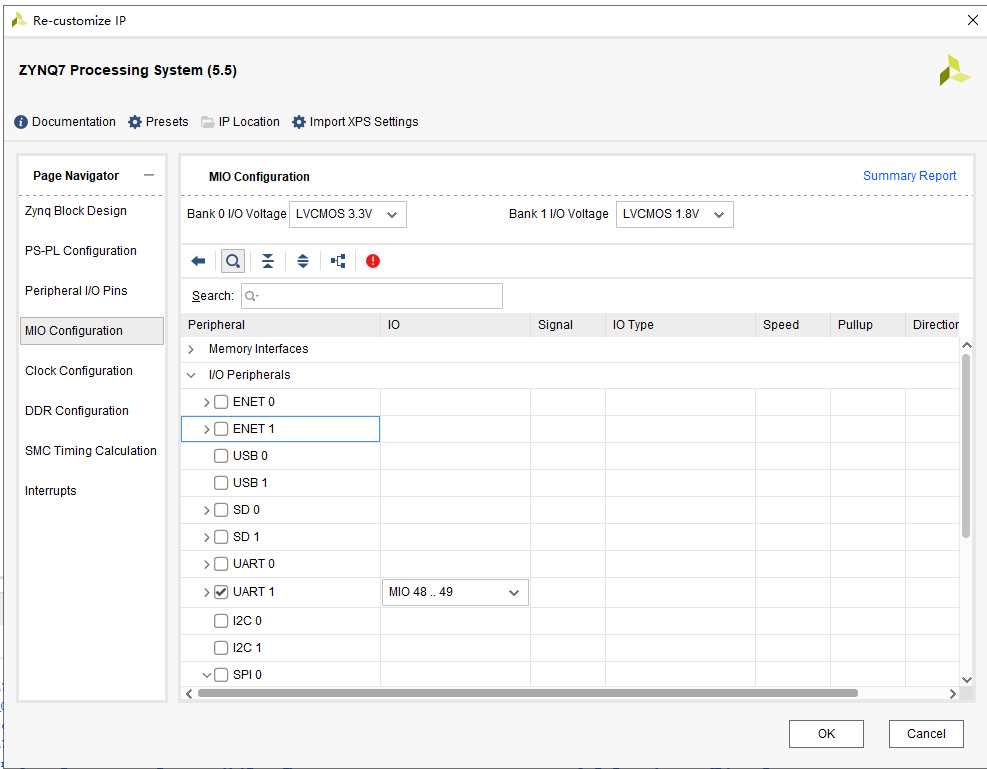 Re-customize IP
ZYNQ7 Processing System (5.5)
Documentation Presets IP Location Import XPS Settings
Page Navigator
Zynq Block Design
PS-PL Configuration
Peripheral I/O Pins
MIO Configuration
Clock Configuration
DDR Configuration
SMC Timing Calculation
Interrupts
MIO Configuration Summary Report
Bank 0 I/O Voltage LVCMOS 3.3V Bank 1 I/O Voltage LVCMOS 1.8V
Search:
Peripheral IO Signal IO Type Speed Pullup Direction
Memory Interfaces
I/O Peripherals
ENET 0
ENET 1
USB 0
USB 1
SD 0
SD 1
UART 0
UART 1 MIO 48 .. 49
I2C 0
I2C 1
SPI 0
OK Cancel